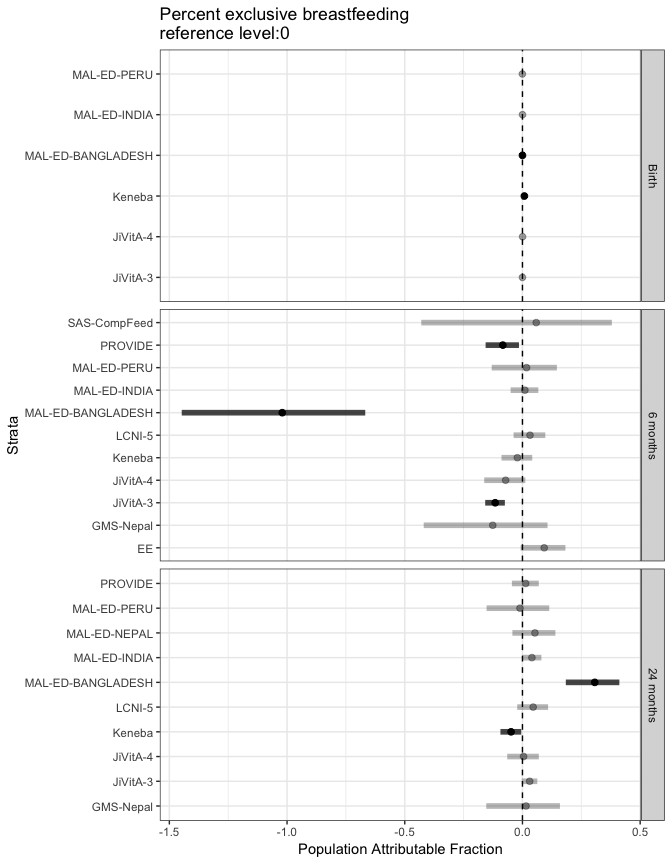 Percent exclusive breastfeeding
reference level:0
Strata
MAL-ED-PERU
MAL-ED-INDIA
MAL-ED-BANGLADESH
Keneba
JiVitA-4
JiVitA-3
Birth
SAS-CompFeed
PROVIDE
MAL-ED-PERU
MAL-ED-INDIA
MAL-ED-BANGLADESH
LCNI-5
Keneba
JiVitA-4
JiVitA-3
GMS-Nepal
EE
6 months
PROVIDE
MAL-ED-PERU
MAL-ED-NEPAL
MAL-ED-INDIA
MAL-ED-BANGLADESH
LCNI-5
Keneba
JiVitA-4
JiVitA-3
GMS-Nepal
24 months
-1.5 -1.0 -0.5 0.0 0.5
Population Attributable Fraction